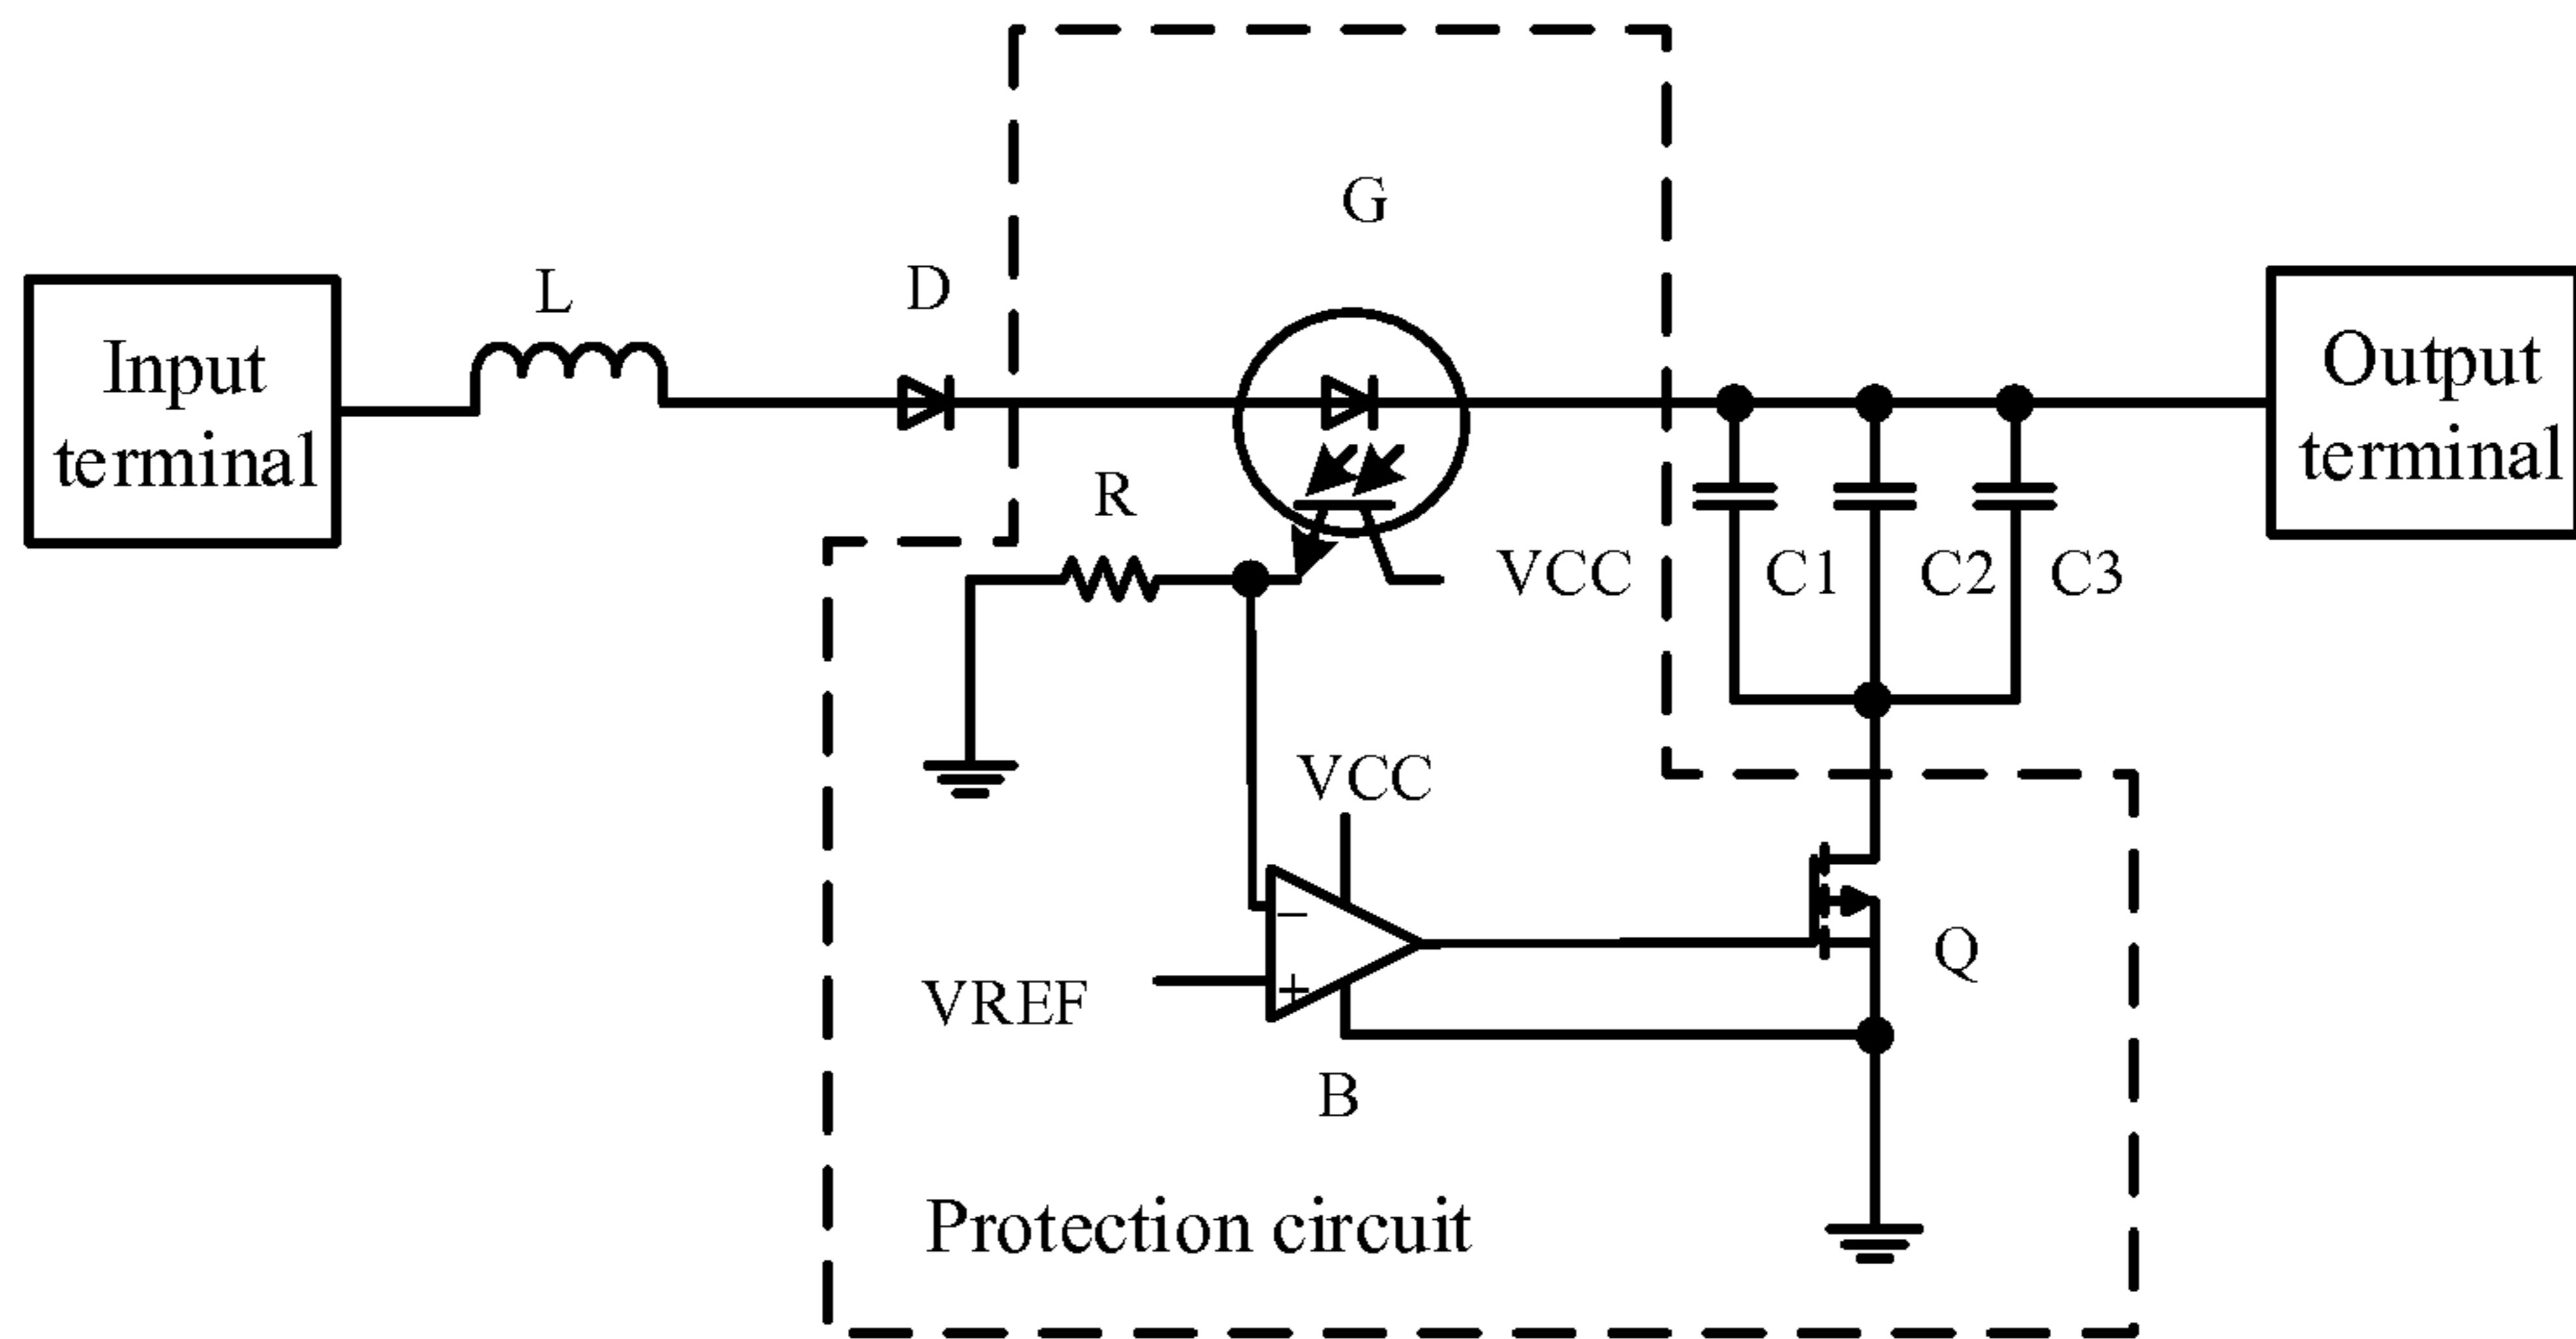 G
L
D
Input
terminal
Output
terminal
R
VCC
C1
C2
C3
VCC
−
VREF
+
Q
B
Protection circuit